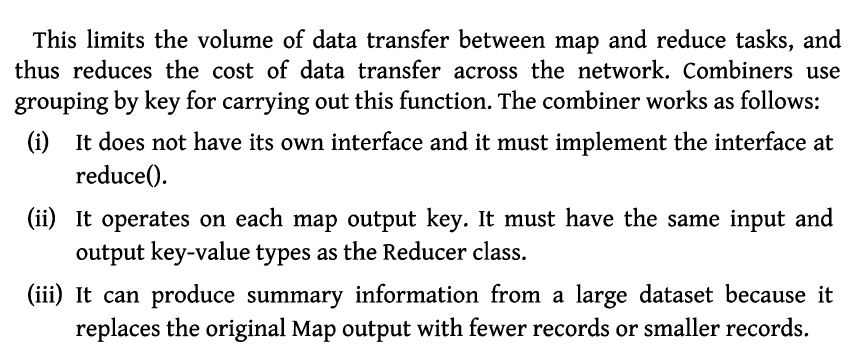 This limits the volume of data transfer between map and reduce tasks, and
thus reduces the cost of data transfer across the network. Combiners use
grouping by key for carrying out this function. The combiner works as follows:
(i) It does not have its own interface and it must implement the interface at
reduce().
(ii) It operates on each map output key. It must have the same input and
output key-value types as the Reducer class.
(iii) It can produce summary information from a large dataset because it
replaces the original Map output with fewer records or smaller records.